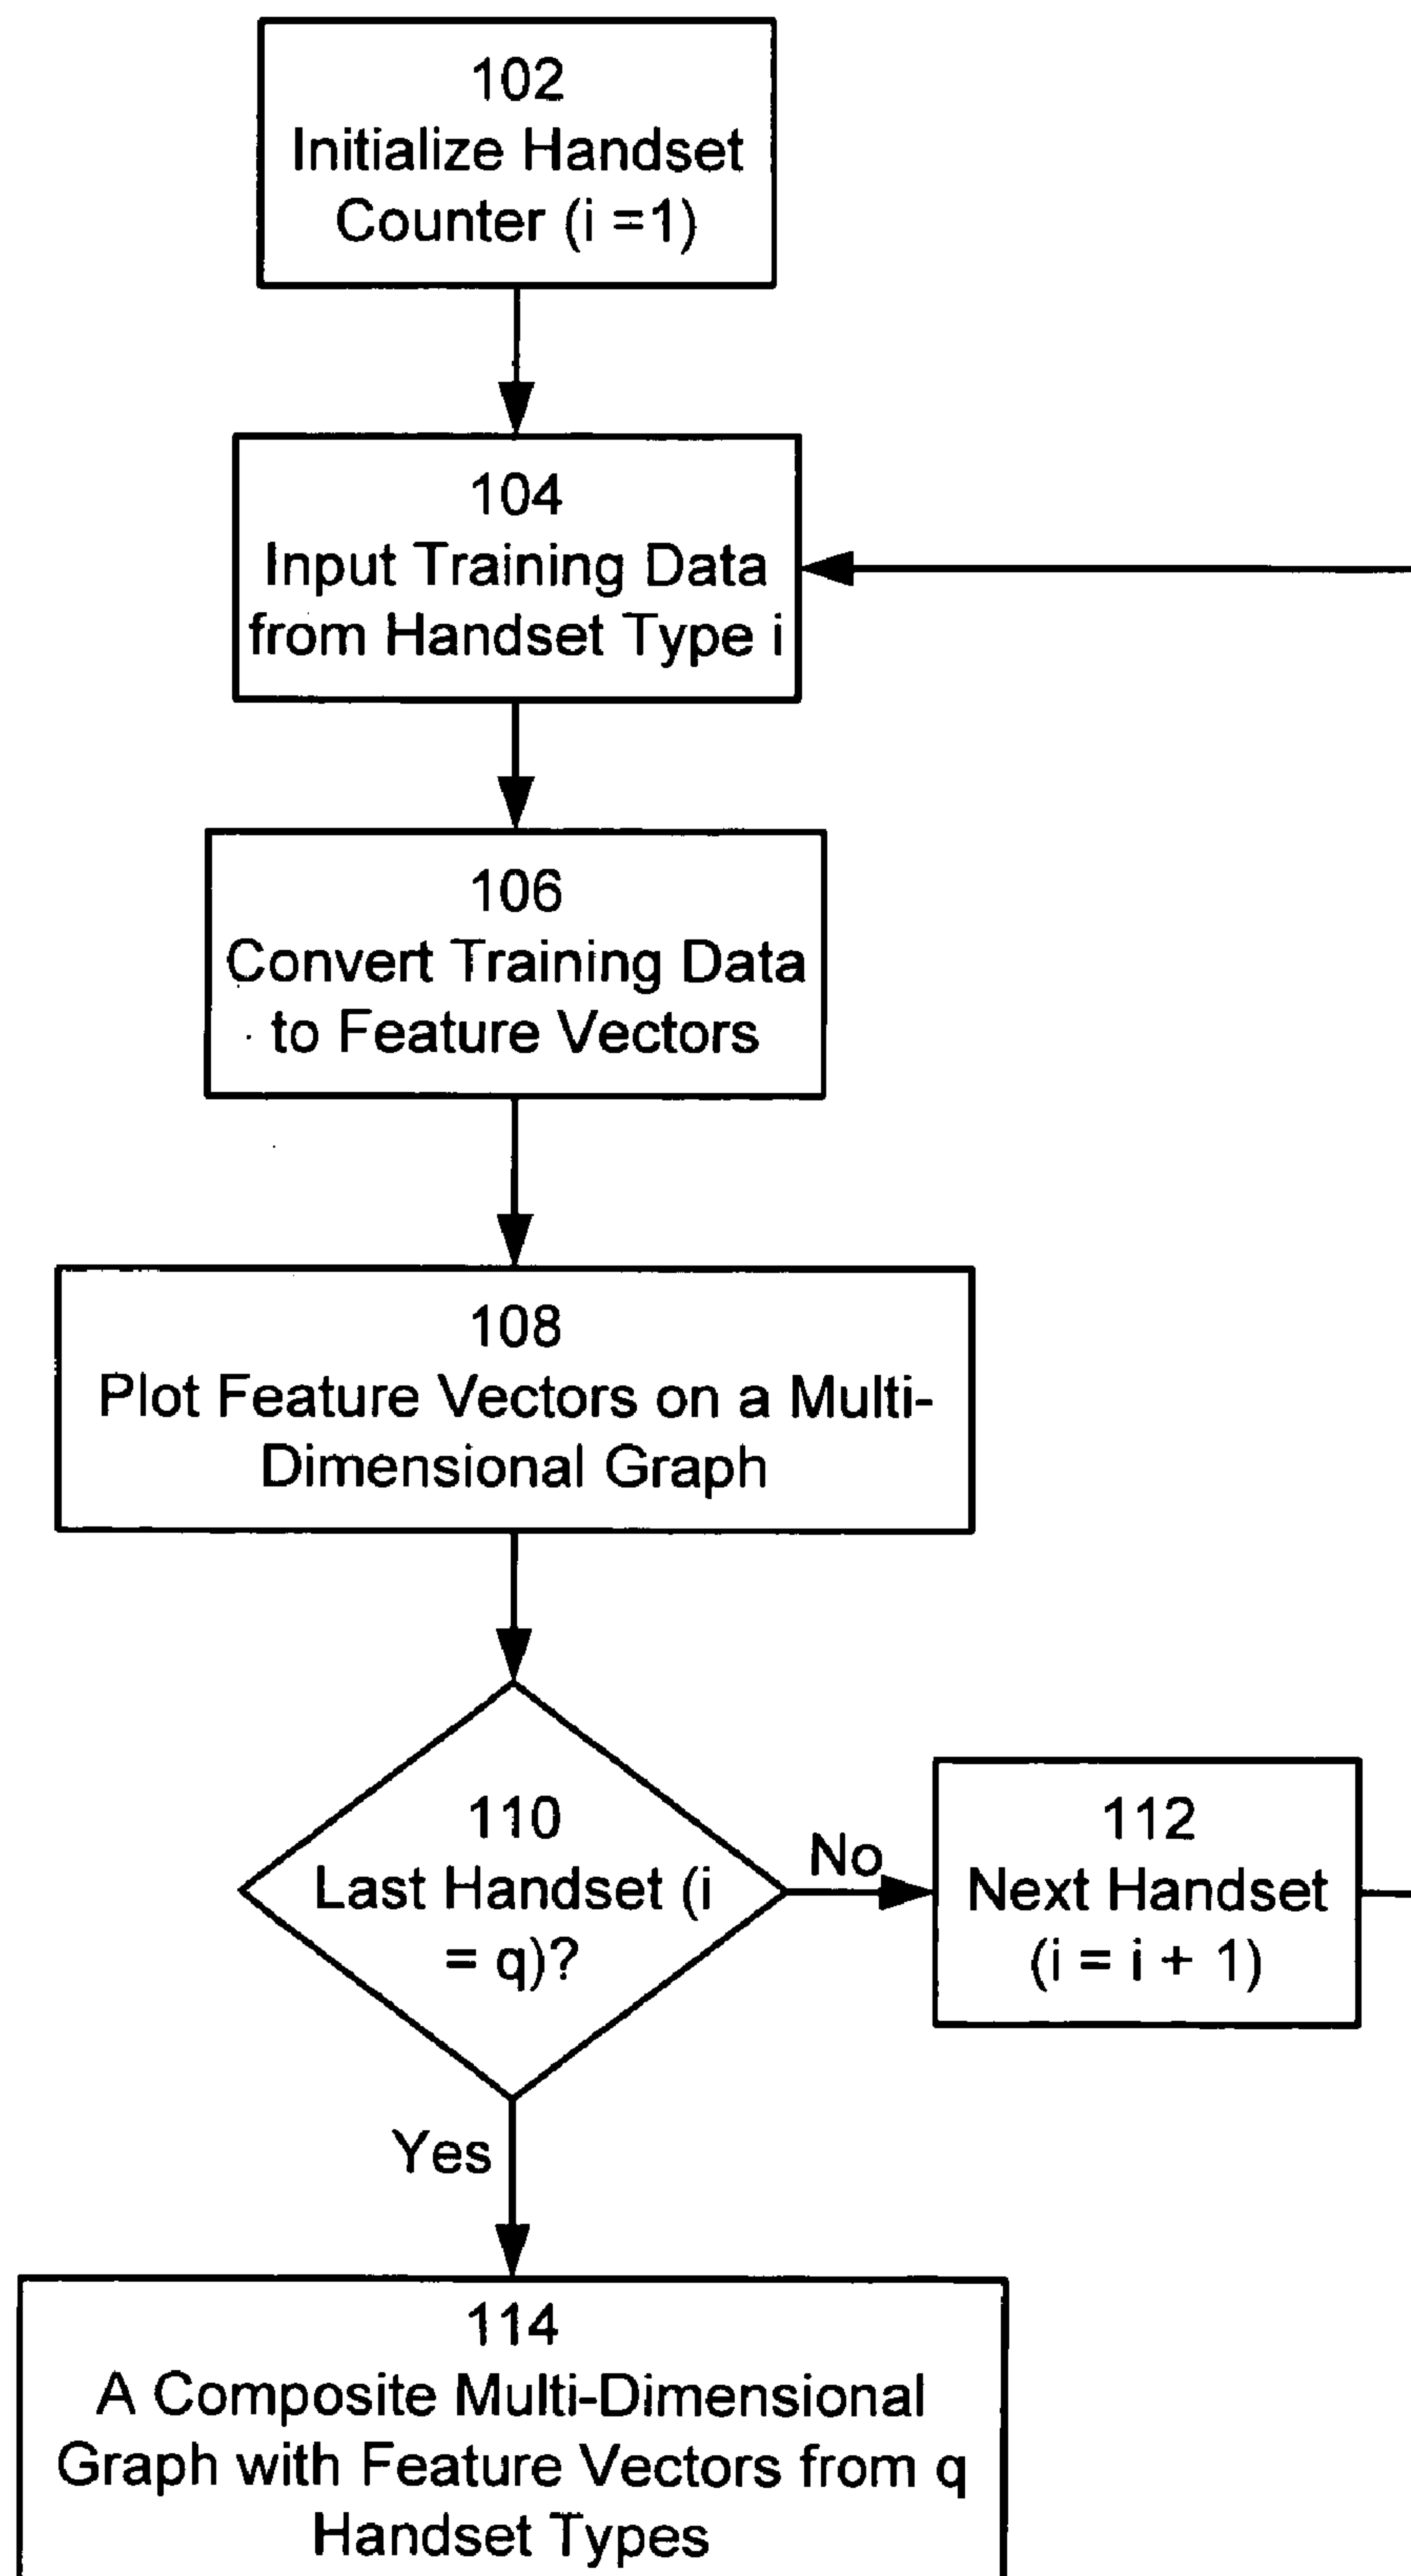 102
Initialize Handset
Counter (i =1)
104
Input Training Data
from Handset Type i
106
Convert Training Data
to Feature Vectors
108
Plot Feature Vectors on a Multi-
Dimensional Graph
110
Last Handset (i
= q)?
No
112
Next Handset
(i = i + 1)
Yes
114
A Composite Multi-Dimensional
Graph with Feature Vectors from q
Handset Types